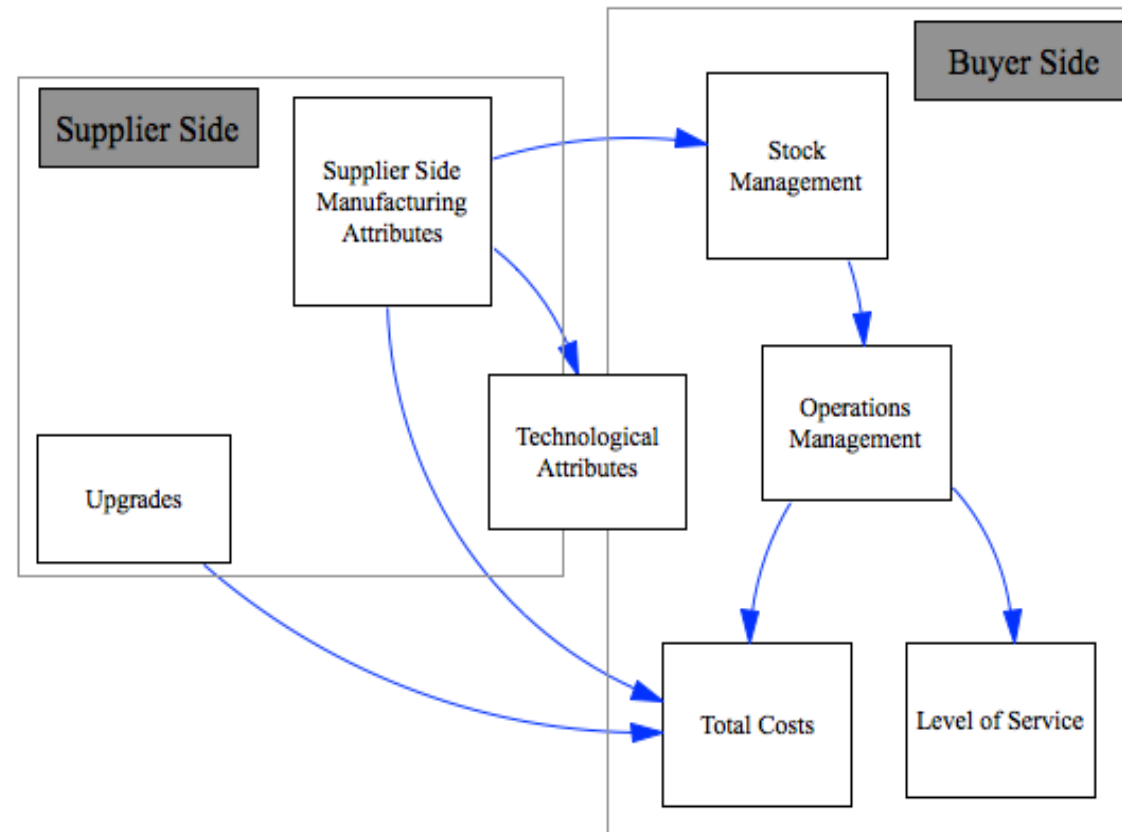 Buyer Side
Supplier Side
Supplier Side
Manufacturing
Attributes
Stock
Management
Technological
Attributes
Operations
Management
Upgrades
Total Costs
Level of Service